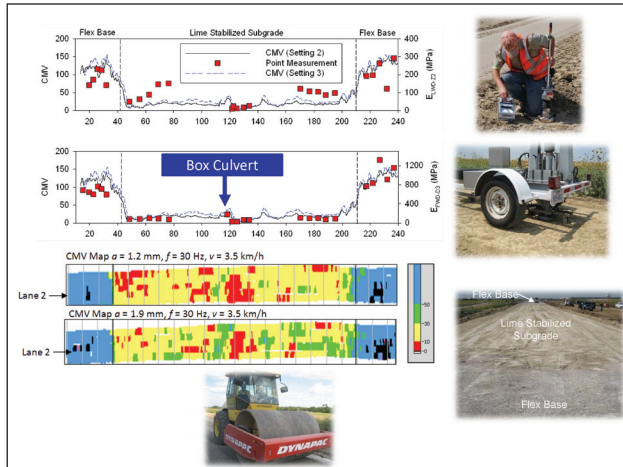 Flex Base Lime Stabilized Subgrade Flex Base
200 400
150 300
100 200
50 100
0 0
CMV
E_LWD-Z2 (MPa)
CMV (Setting 2)
Point Measurement
CMV (Setting 3)
20 40 60 80 100 120 140 160 180 200 220 240
Box Culvert
200
150 1200
100 800
50 400
0 0
CMV
E_FWD-D3 (MPa)
20 40 60 80 100 120 140 160 180 200 220 240
CMV Map a = 1.2 mm, f = 30 Hz, v = 3.5 km/h
Lane 2
CMV Map a = 1.9 mm, f = 30 Hz, v = 3.5 km/h
Lane 2
30
10
0
DYNAPAC
Flex Base
Lime Stabilized
Subgrade
Flex Base